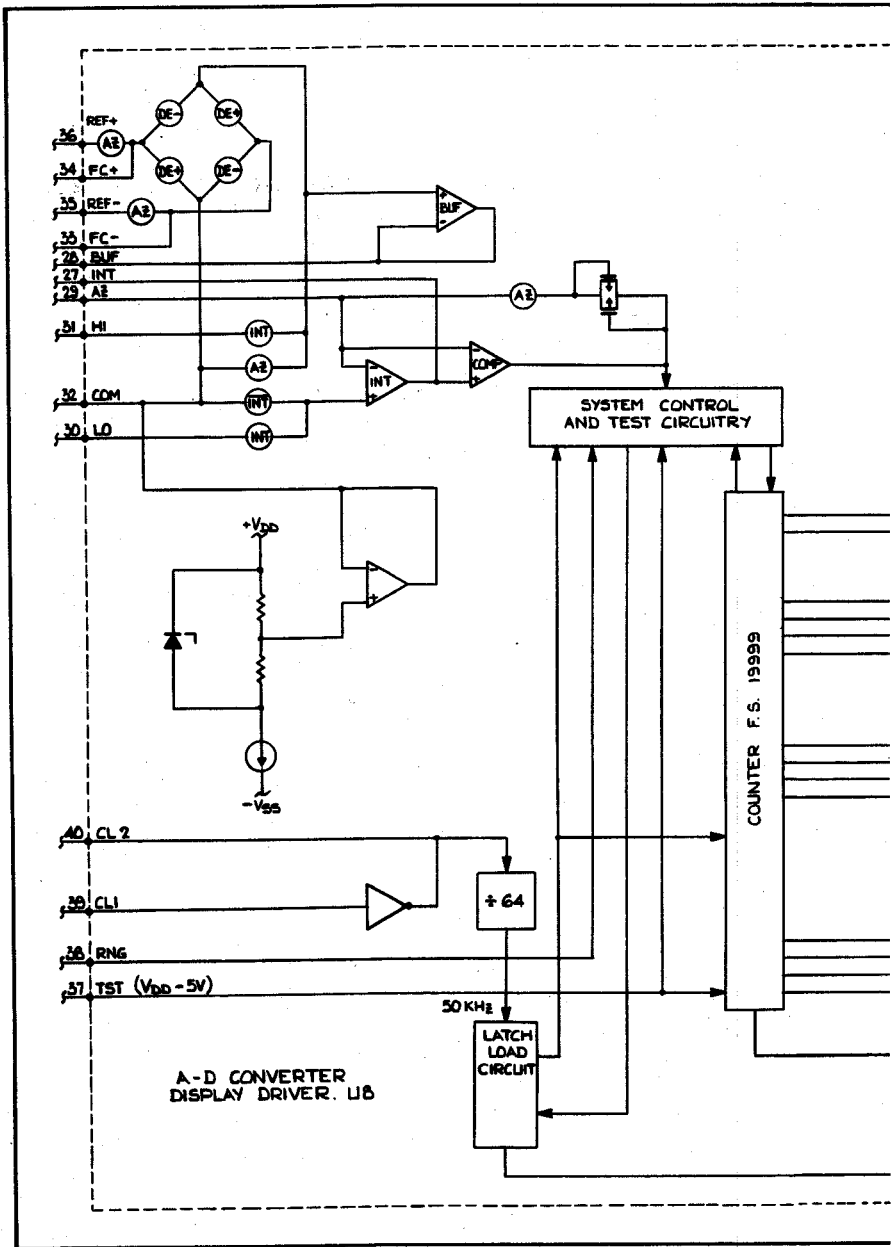 REF+
36
AZ
DE-
DE+
34 FC+
DE+
DE-
35 REF-
AZ
33 FC-
28 BUF
27 INT
29 AZ
+
BUF
-
AZ
31 HI
INT
AZ
-
INT
+
-
COMP
+
32 COM
INT
30 LO
INT
SYSTEM CONTROL
AND TEST CIRCUITRY
+VDD
-
+
-VSS
COUNTER F.S. 19999
40 CL 2
39 CL1
÷ 64
38 RNG
37 TST (VDD - 5V)
50 KHz
LATCH
LOAD
CIRCUIT
A-D CONVERTER
DISPLAY DRIVER. U8